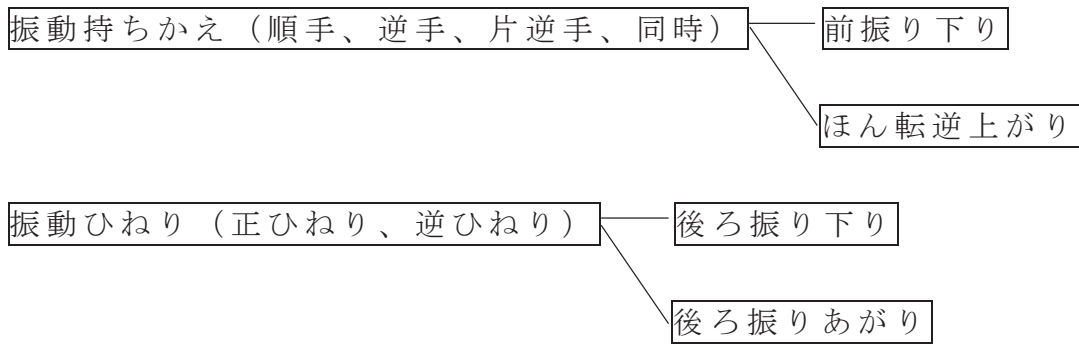 振動持ちかえ（順手、逆手、片逆手、同時）
前振り下り
ほん転逆上がり
振動ひねり（正ひねり、逆ひねり）
後ろ振り下り
後ろ振りあがり